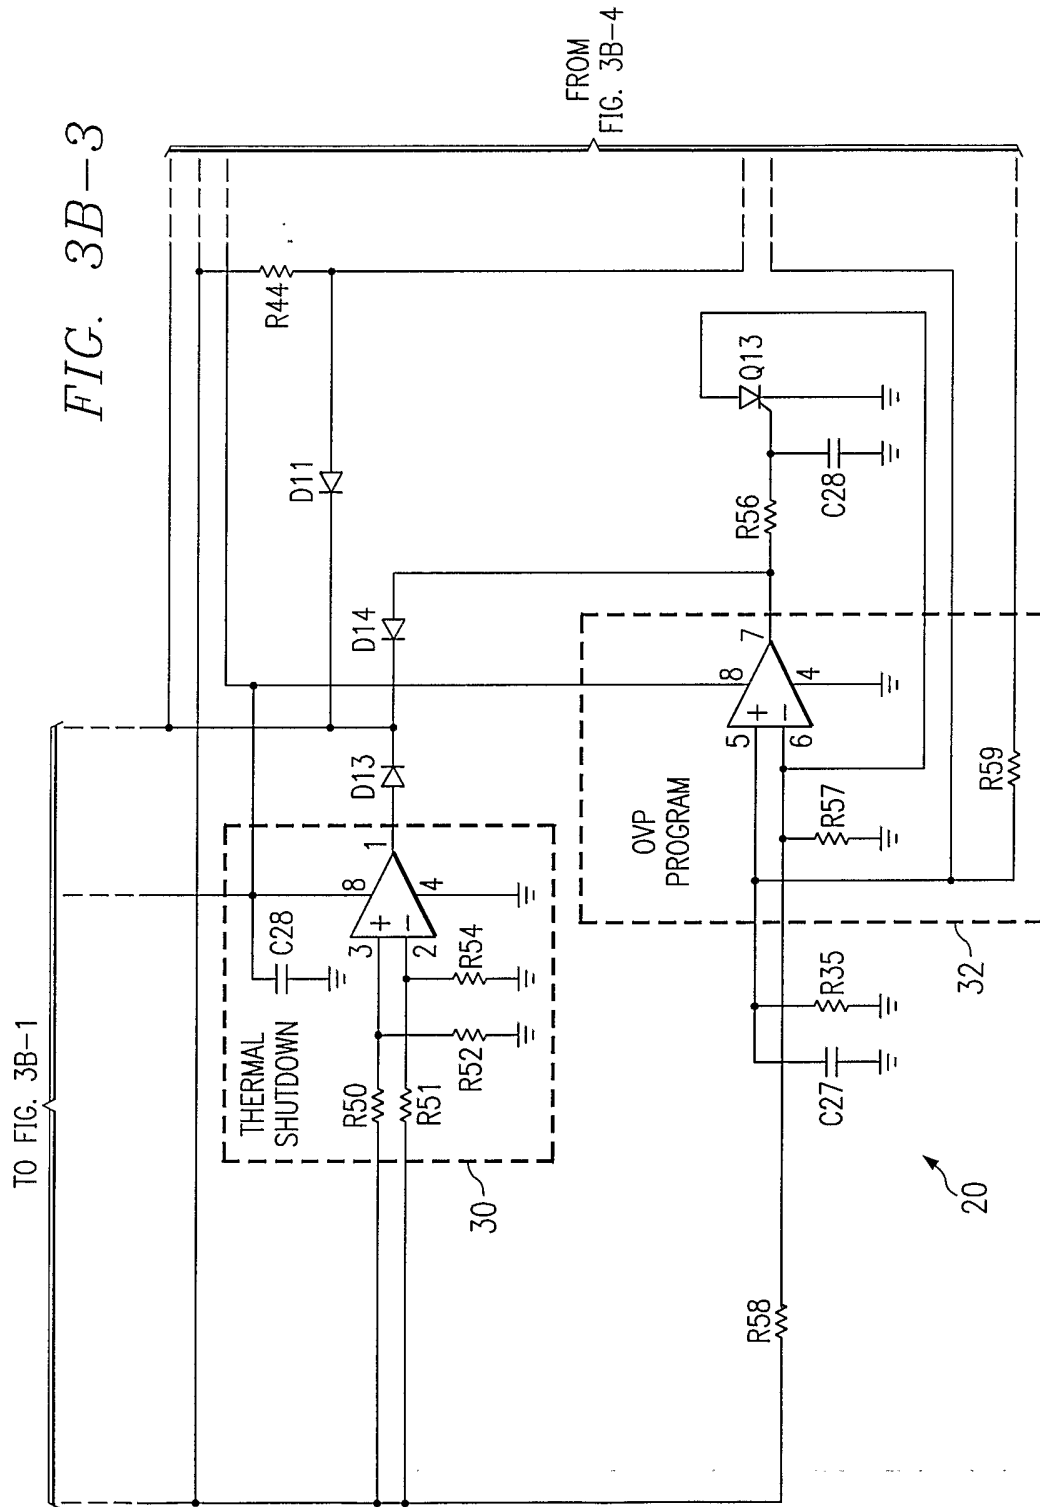 FIG. 3B-3
TO FIG. 3B-1
FROM
FIG. 3B-4
R44
D11
D14
D13
THERMAL
SHUTDOWN
C28
R50
R51
R52
R54
3
2
8
4
1
30
OVP
PROGRAM
5
6
8
4
7
R56
Q13
C28
R57
R59
32
R35
C27
R58
20